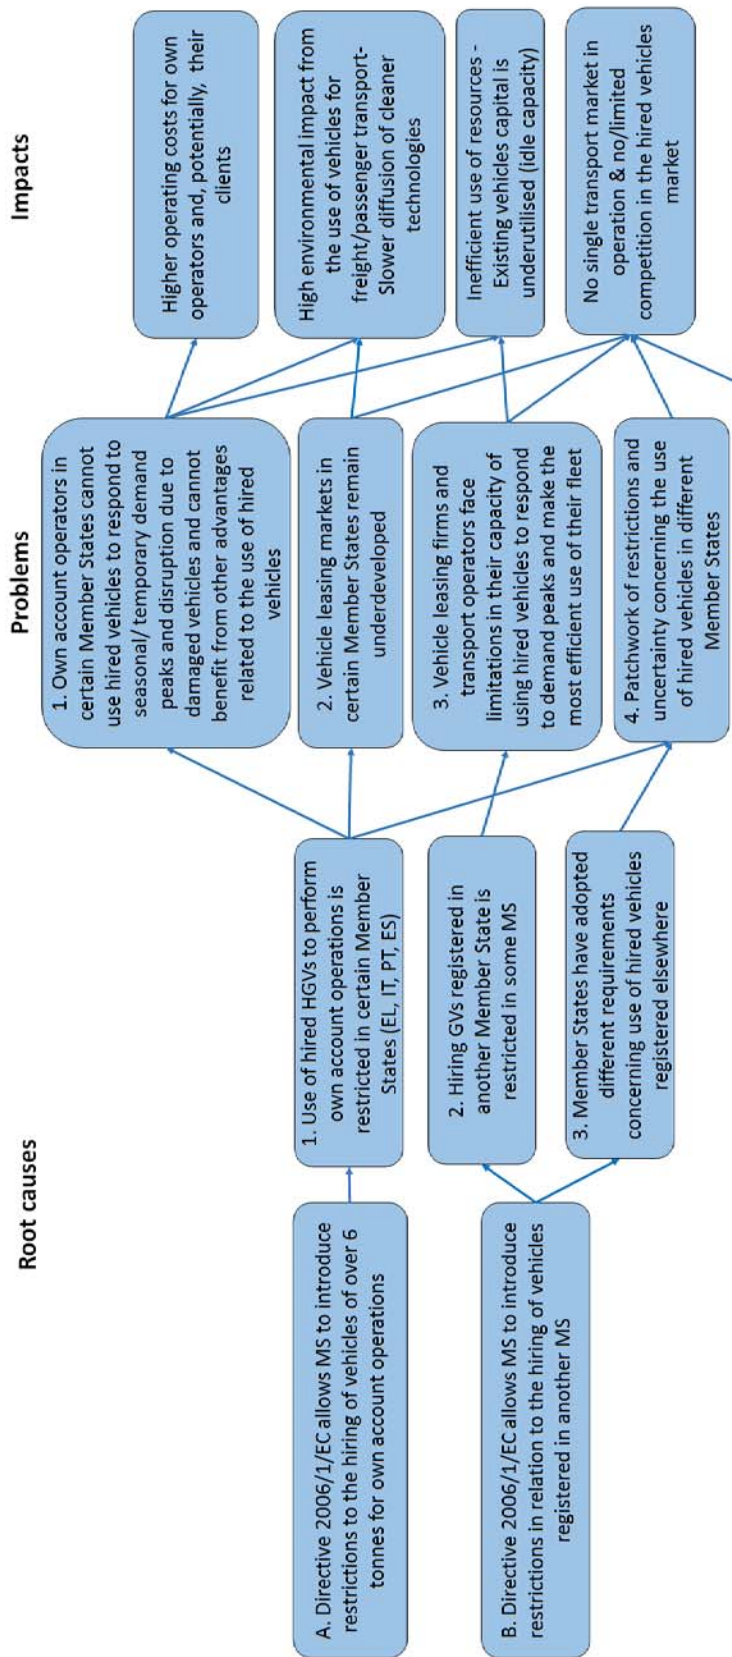 Root causes
Problems
Impacts
A. Directive 2006/1/EC allows MS to introduce
restrictions to the hiring of vehicles of over 6
tonnes for own account operations
B. Directive 2006/1/EC allows MS to introduce
restrictions in relation to the hiring of vehicles
registered in another MS
1. Use of hired HGVs to perform
own account operations is
restricted in certain Member
States (EL, IT, PT, ES)
2. Hiring GVs registered in
another Member State is
restricted in some MS
3. Member States have adopted
different requirements
concerning use of hired vehicles
registered elsewhere
1. Own account operators in
certain Member States cannot
use hired vehicles to respond to
seasonal/ temporary demand
peaks and disruption due to
damaged vehicles and cannot
benefit from other advantages
related to the use of hired
vehicles
2. Vehicle leasing markets in
certain Member States remain
underdeveloped
3. Vehicle leasing firms and
transport operators face
limitations in their capacity of
using hired vehicles to respond
to demand peaks and make the
most efficient use of their fleet
4. Patchwork of restrictions and
uncertainty concerning the use
of hired vehicles in different
Member States
Higher operating costs for own
operators and, potentially, their
clients
High environmental impact from
the use of vehicles for
freight/passenger transport-
Slower diffusion of cleaner
technologies
Inefficient use of resources -
Existing vehicles capital is
underutilised (idle capacity)
No single transport market in
operation & no/limited
competition in the hired vehicles
market